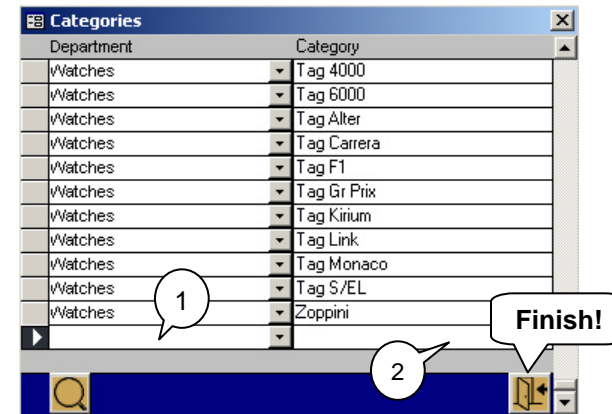 Categories
Department Category
Watches Tag 4000
Watches Tag 6000
Watches Tag Alter
Watches Tag Carrera
Watches Tag F1
Watches Tag Gr Prix
Watches Tag Kirium
Watches Tag Link
Watches Tag Monaco
Watches Tag S/EL
Watches Zoppini
1
Finish!
2